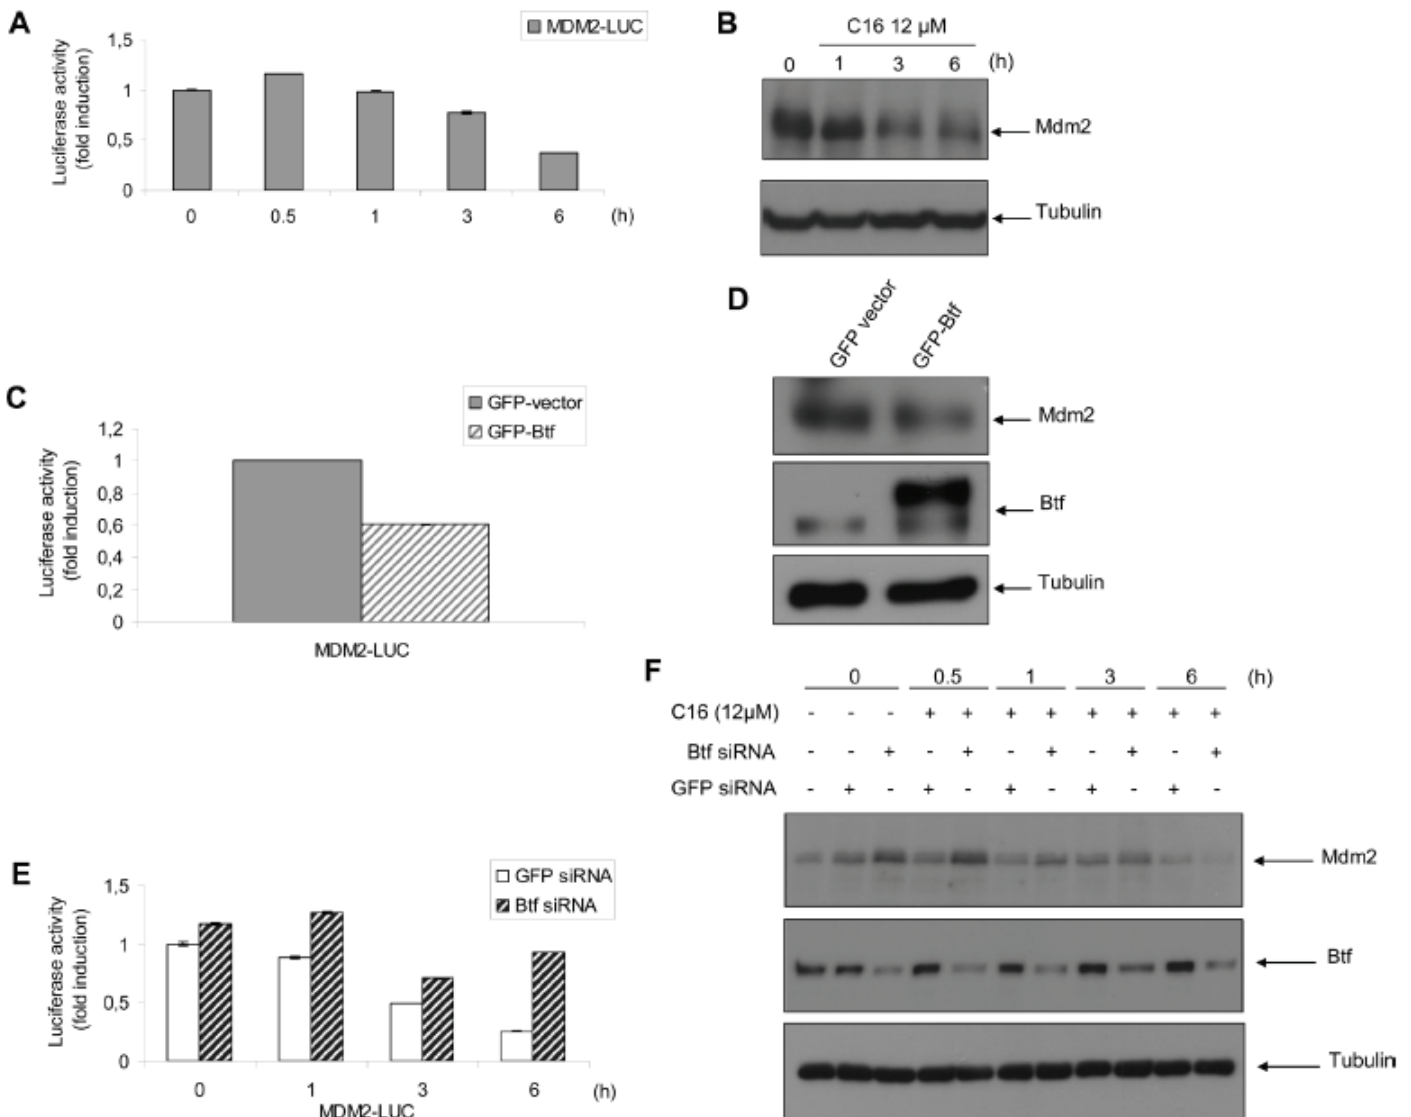 A
MDM2-LUC
Luciferase activity
(fold induction)
1,5
1
0,5
0
0 0.5 1 3 6 (h)
B
C16 12 µM
0 1 3 6 (h)
Mdm2
Tubulin
C
GFP-vector
GFP-Btf
Luciferase activity
(fold induction)
1,2
1
0,8
0,6
0,4
0,2
0
MDM2-LUC
D
GFP vector
GFP-Btf
Mdm2
Btf
Tubulin
E
GFP siRNA
Btf siRNA
Luciferase activity
(fold induction)
1,5
1
0,5
0
0 1 3 6 (h)
MDM2-LUC
F
0 0.5 1 3 6 (h)
C16 (12µM) - - - + + + + + + + +
Btf siRNA - - + - + - + - + - +
GFP siRNA - + - + - + - + - + -
Mdm2
Btf
Tubulin